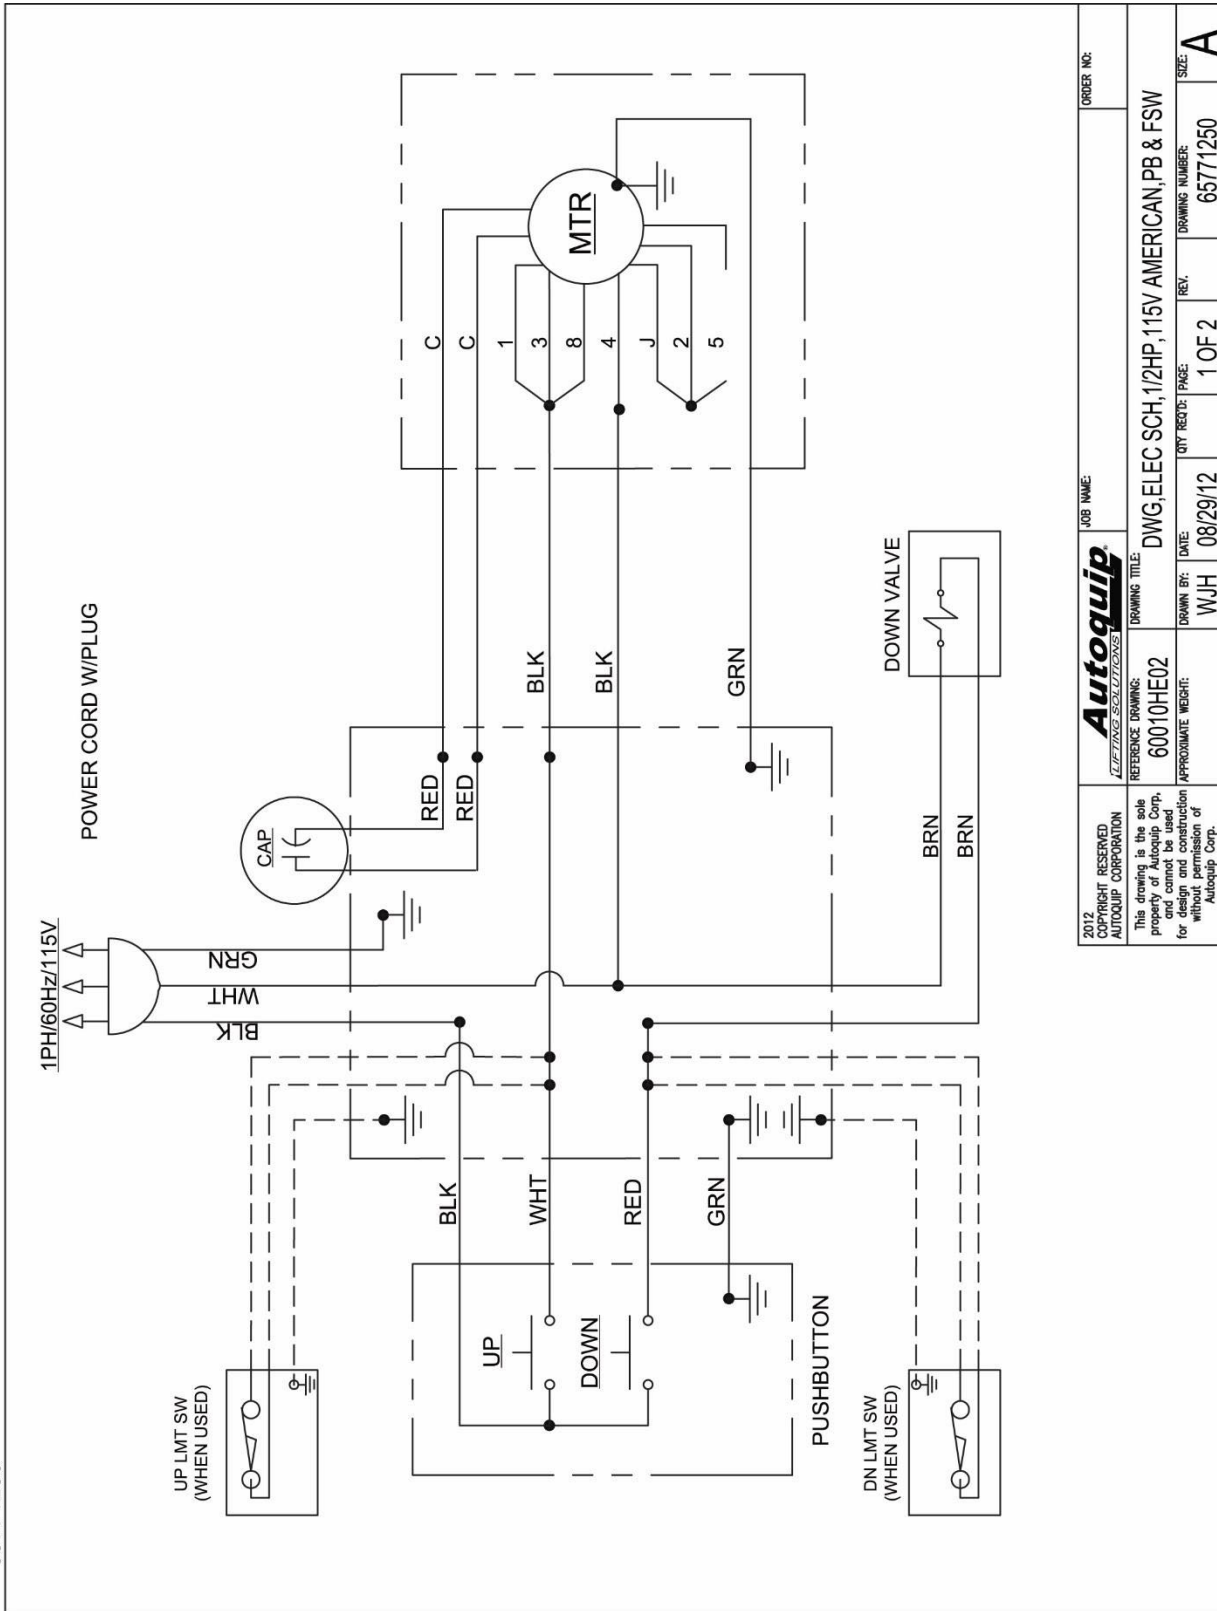 1PH/60Hz/115V
POWER CORD W/PLUG
BLK
WHT
GRN
CAP
UP LMT SW
(WHEN USED)
RED
RED
C
C
1
3
8
4
J
2
5
MTR
BLK
WHT
RED
GRN
BLK
BLK
GRN
UP
DOWN
PUSHBUTTON
DOWN VALVE
BRN
BRN
DN LMT SW
(WHEN USED)
2012
COPYRIGHT RESERVED
AUTOQUIP CORPORATION
This drawing is the sole
property of Autoquip Corp,
and cannot be used
for design and construction
without permission of
Autoquip Corp.
Autoquip®
LIFTING SOLUTIONS
JOB NAME:
ORDER NO:
REFERENCE DRAWING:
60010HE02
DRAWING TITLE:
DWG,ELEC SCH,1/2HP,115V AMERICAN,PB & FSW
APPROXIMATE WEIGHT:
DRAWN BY:
WJH
DATE:
08/29/12
QTY REQ'D:
PAGE:
1 OF 2
REV.
DRAWING NUMBER:
65771250
SIZE:
A